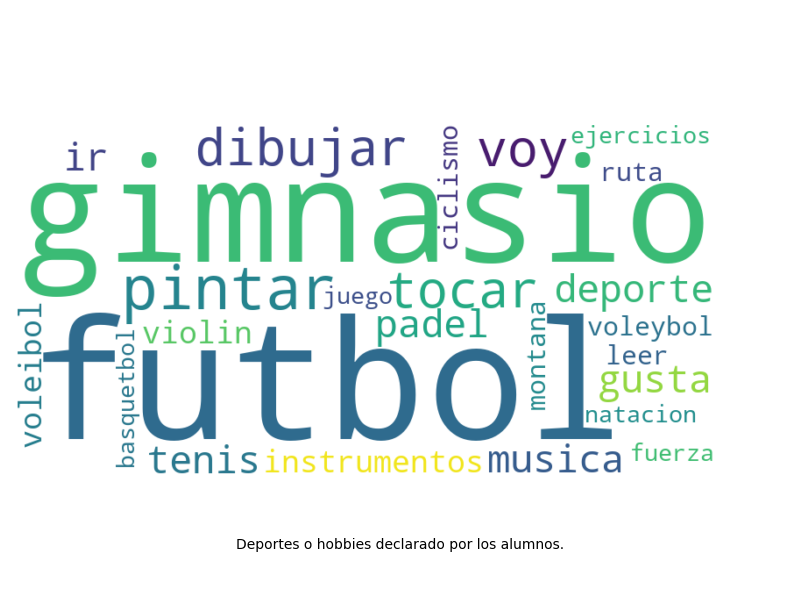 ir
dibujar
ciclismo
voy
ejercicios
ruta
gimnasio
pintar
juego
tocar
deporte
voleibol
basquetbol
violin
padel
montana
voleybol
leer
futbol
gusta
natacion
tenis
instrumentos
musica
fuerza
Deportes o hobbies declarado por los alumnos.